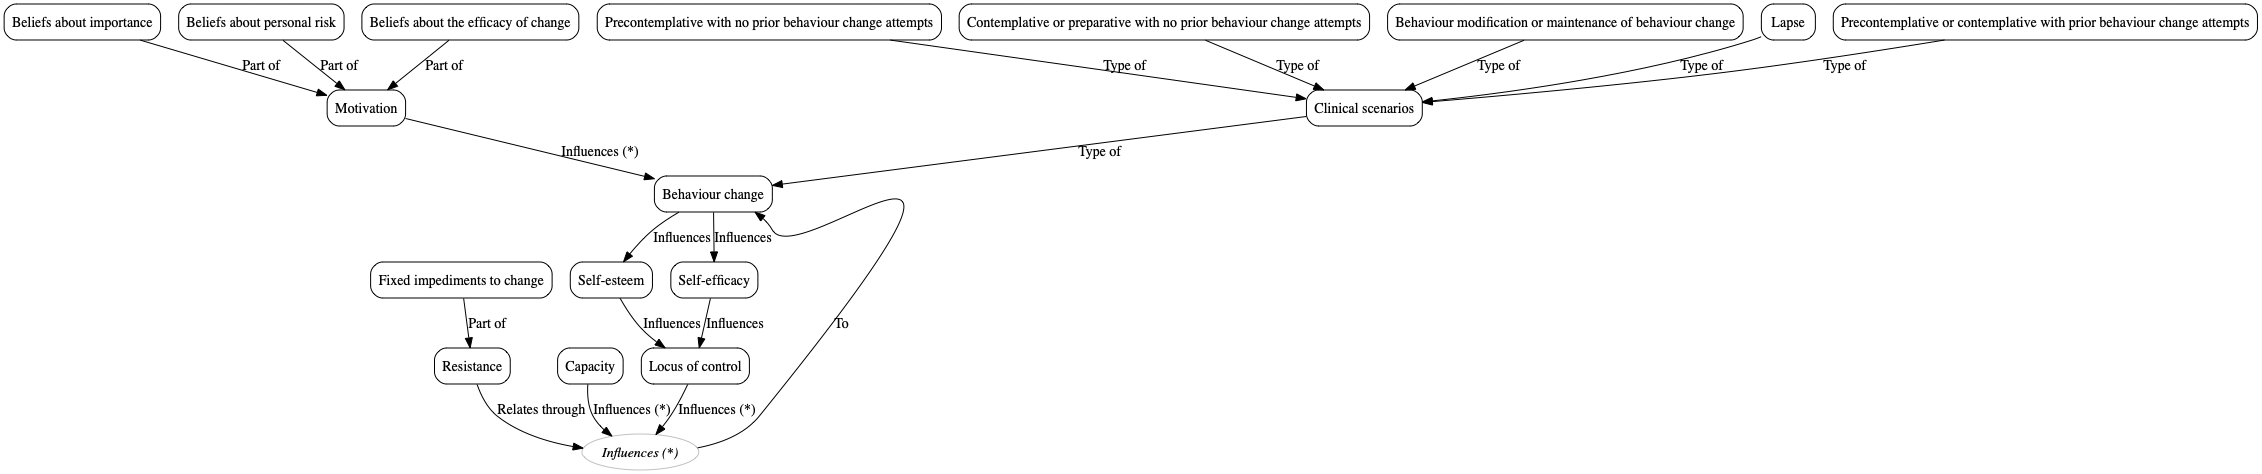 Beliefs about importance
Beliefs about personal risk
Beliefs about the efficacy of change
Precontemplative with no prior behaviour change attempts
Contemplative or preparative with no prior behaviour change attempts
Behaviour modification or maintenance of behaviour change
Lapse
Precontemplative or contemplative with prior behaviour change attempts
Part of
Part of
Part of
Type of
Type of
Type of
Type of
Type of
Motivation
Clinical scenarios
Influences (*)
Type of
Behaviour change
Influences
Influences
Fixed impediments to change
Self-esteem
Self-efficacy
Part of
Influences
Influences
To
Resistance
Capacity
Locus of control
Relates through
Influences (*)
Influences (*)
Influences (*)